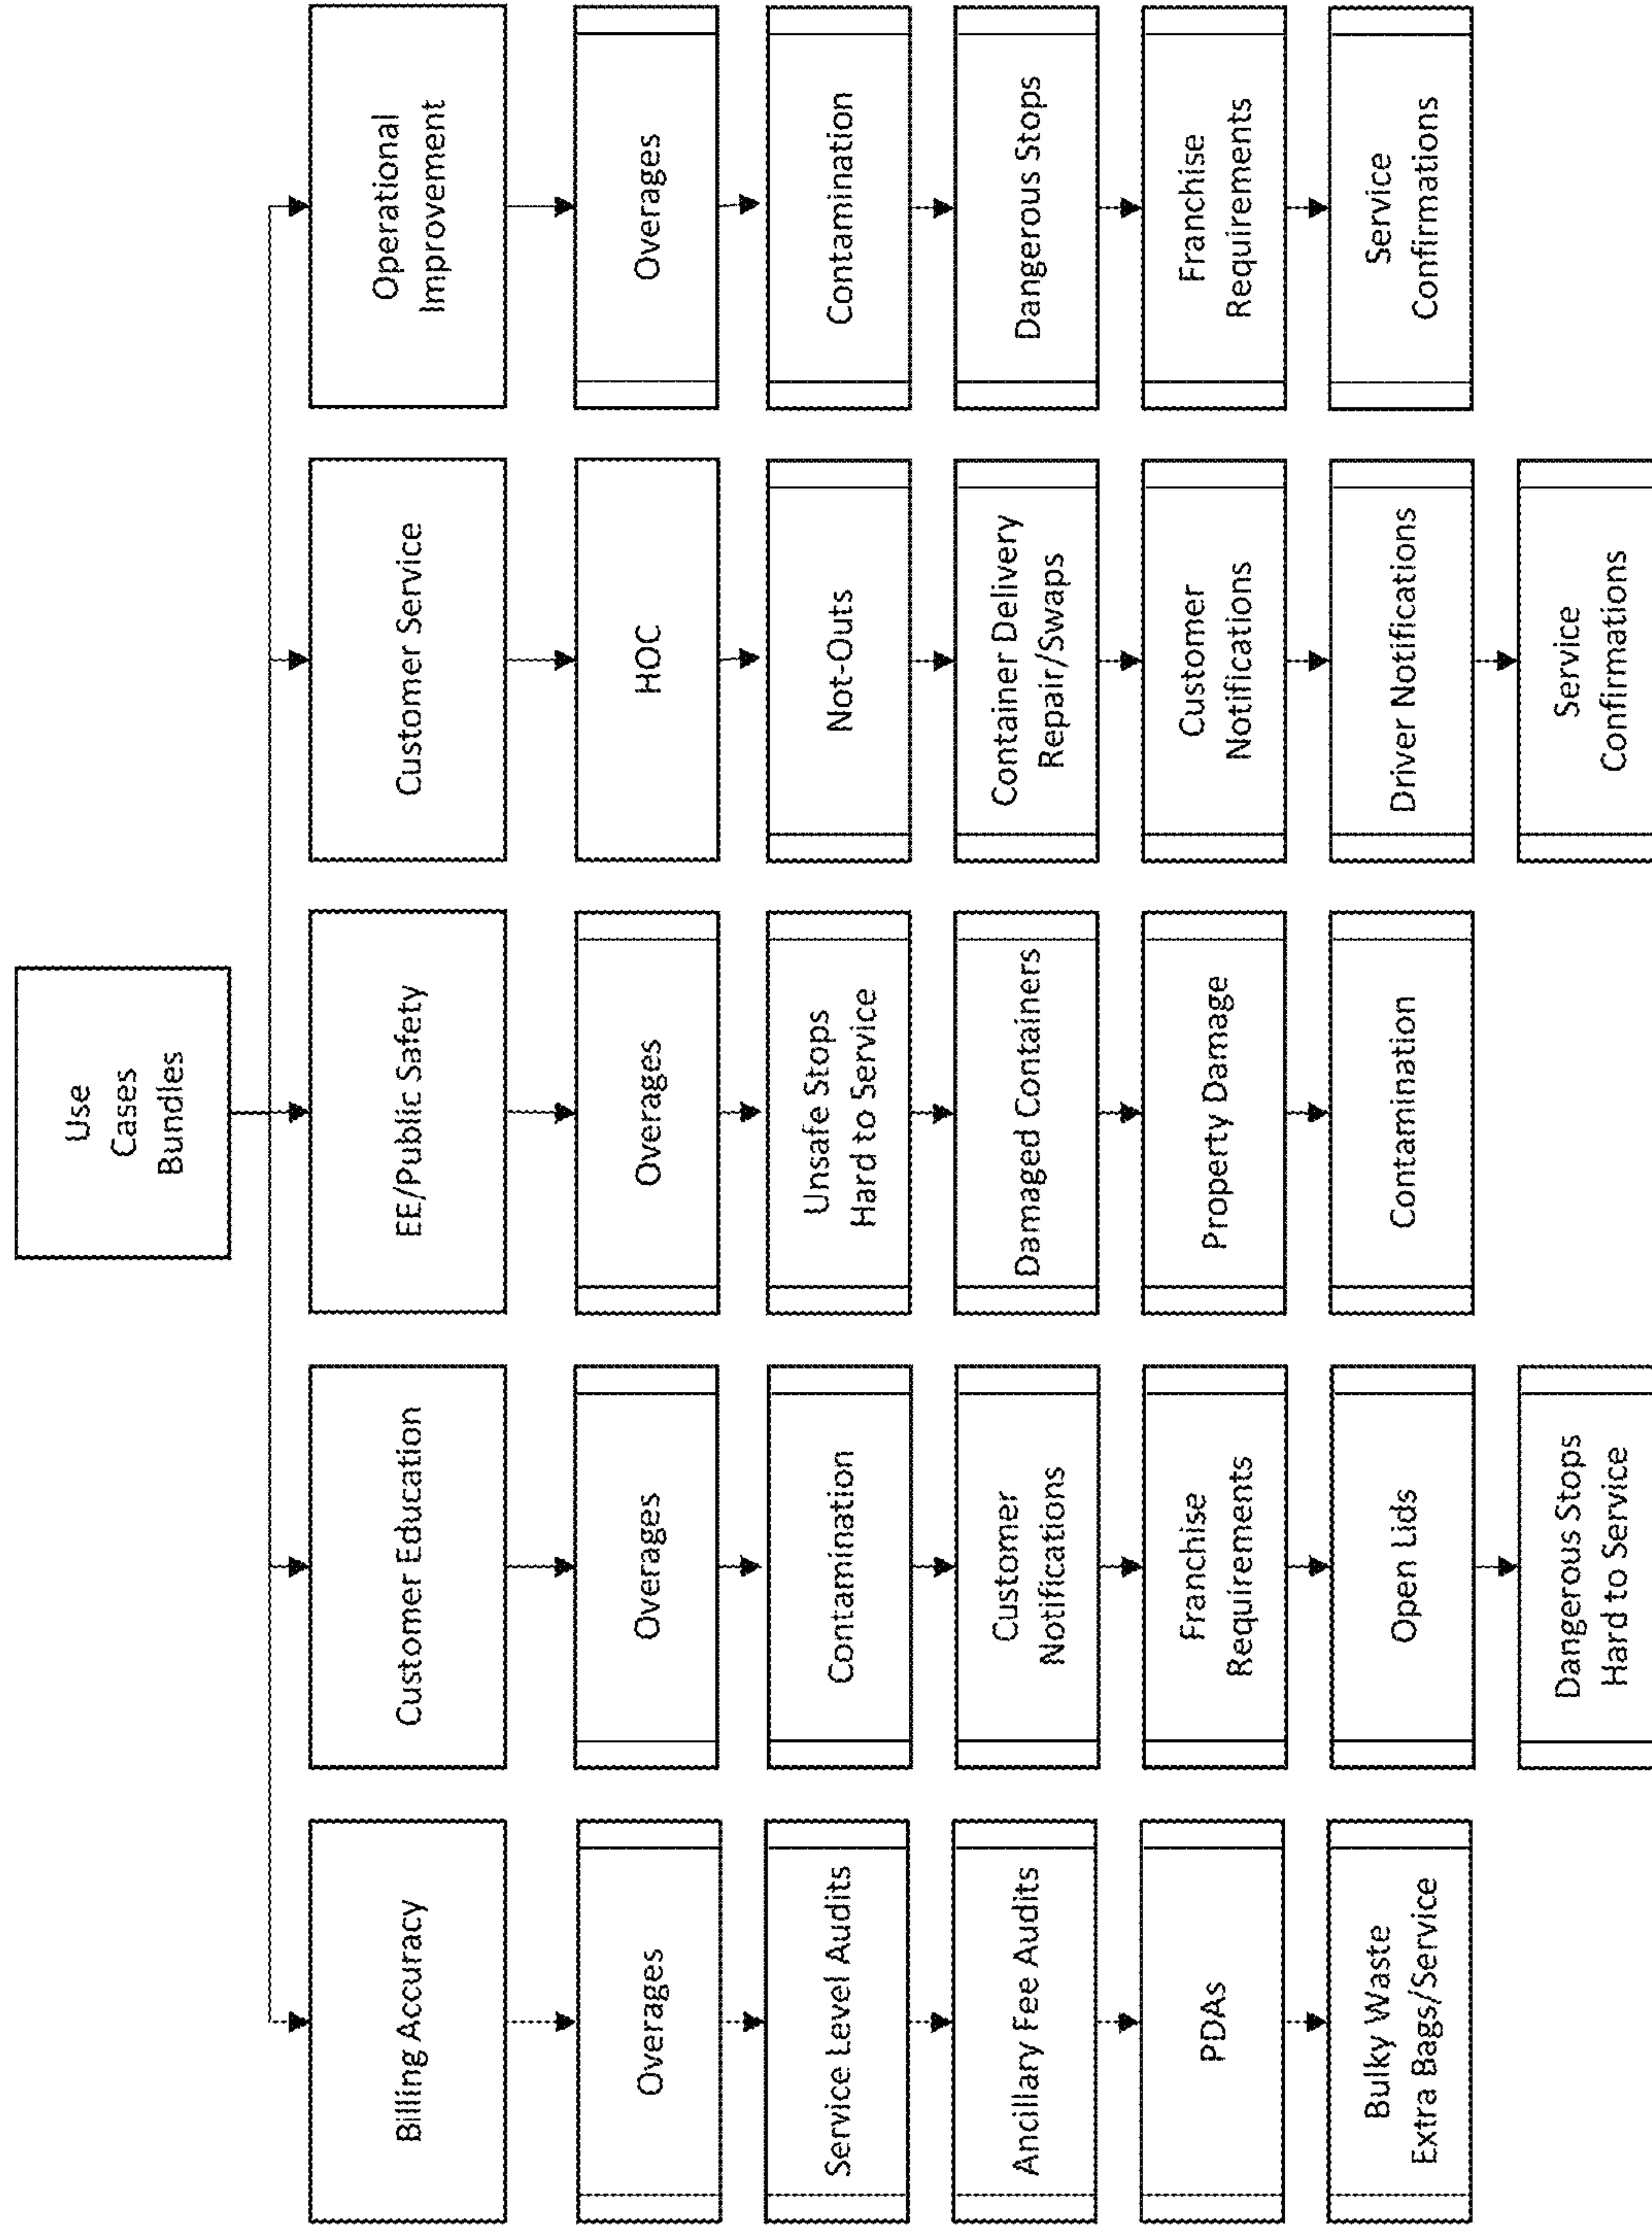 Use
Cases
Bundles
Billing Accuracy
Overages
Service Level Audits
Ancillary Fee Audits
PDAs
Bulky Waste
Extra Bags/Service
Customer Education
Overages
Contamination
Customer
Notifications
Franchise
Requirements
Open Lids
Dangerous Stops
Hard to Service
EE/Public Safety
Overages
Unsafe Stops
Hard to Service
Damaged Containers
Property Damage
Contamination
Customer Service
HOC
Not-Outs
Container Delivery
Repair/Swaps
Customer
Notifications
Driver Notifications
Service
Confirmations
Operational
Improvement
Overages
Contamination
Dangerous Stops
Franchise
Requirements
Service
Confirmations